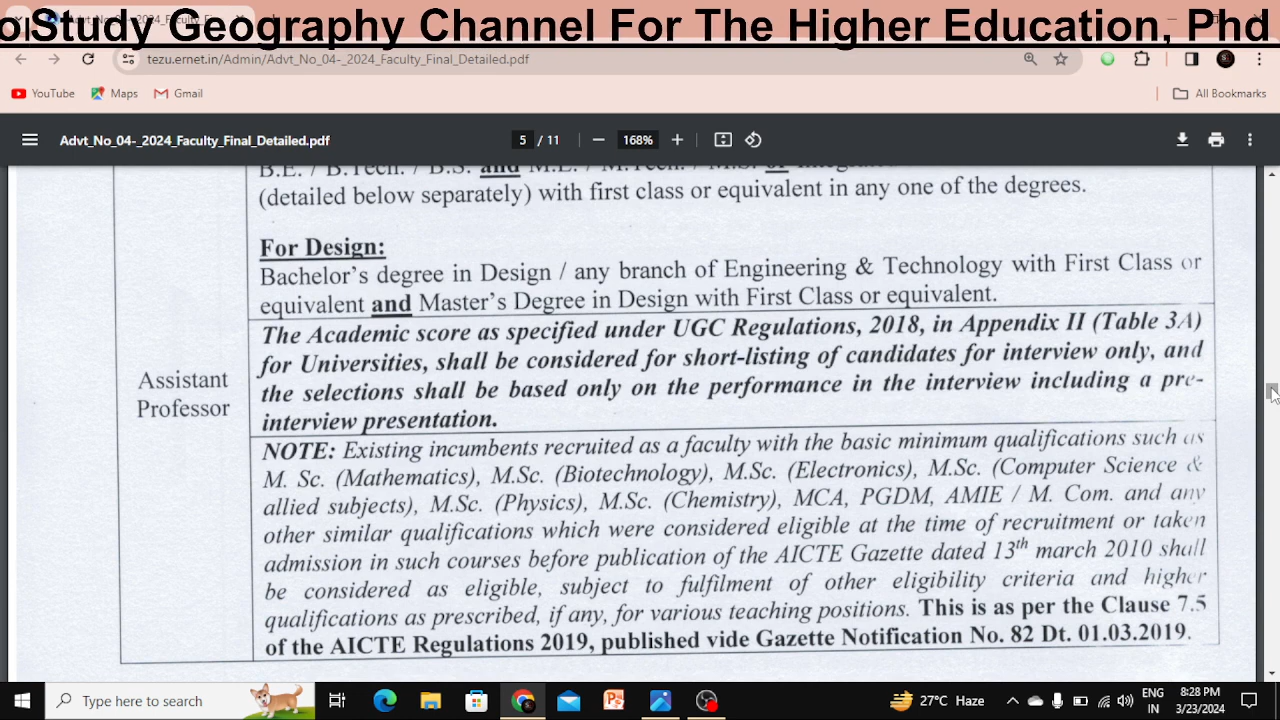 o Study Geography Channel For The Higher Education, Phd
tezu.ernet.in/Admin/Advt_No_04-_2024_Faculty_Final_Detailed.pdf
YouTube Maps Gmail All Bookmarks
Advt_No_04-_2024_Faculty_Final_Detailed.pdf 5 / 11 168%
B.E. / B.Tech. / B.S. and M.E. / M.Tech. / M.S. or
(detailed below separately) with first class or equivalent in any one of the degrees.
For Design:
Bachelor's degree in Design / any branch of Engineering & Technology with First Class or
equivalent and Master's Degree in Design with First Class or equivalent.
Assistant
Professor
The Academic score as specified under UGC Regulations, 2018, in Appendix II (Table 3A)
for Universities, shall be considered for short-listing of candidates for interview only, and
the selections shall be based only on the performance in the interview including a pre-
interview presentation.
NOTE: Existing incumbents recruited as a faculty with the basic minimum qualifications such as
M. Sc. (Mathematics), M.Sc. (Biotechnology), M.Sc. (Electronics), M.Sc. (Computer Science &
allied subjects), M.Sc. (Physics), M.Sc. (Chemistry), MCA, PGDM, AMIE / M. Com. and any
other similar qualifications which were considered eligible at the time of recruitment or taken
admission in such courses before publication of the AICTE Gazette dated 13th march 2010 shall
be considered as eligible, subject to fulfilment of other eligibility criteria and higher
qualifications as prescribed, if any, for various teaching positions. This is as per the Clause 7.5
of the AICTE Regulations 2019, published vide Gazette Notification No. 82 Dt. 01.03.2019.
Type here to search
27°C Haze
ENG
IN
8:28 PM
3/23/2024